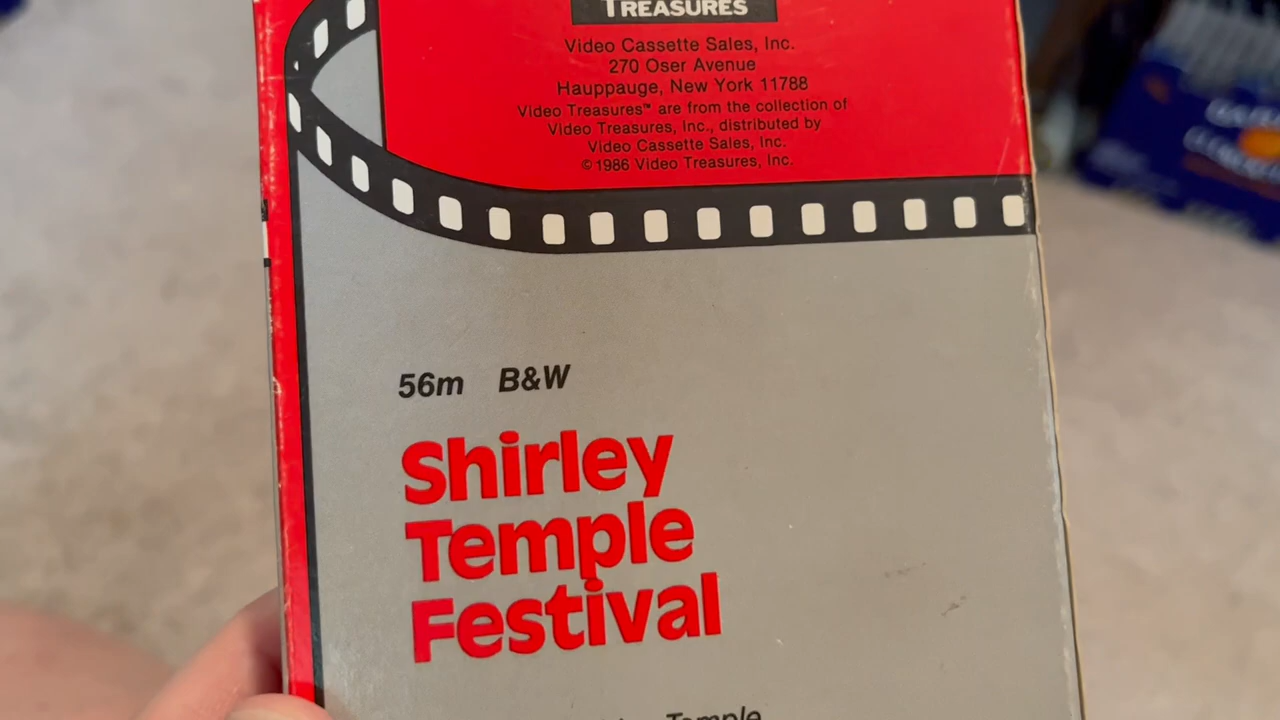 TREASURES
Video Cassette Sales, Inc.
270 Oser Avenue
Hauppauge, New York 11788
Video Treasures™ are from the collection of
Video Treasures, Inc., distributed by
Video Cassette Sales, Inc.
©1986 Video Treasures, Inc.
56m B&W
Shirley
Temple
Festival
Temple